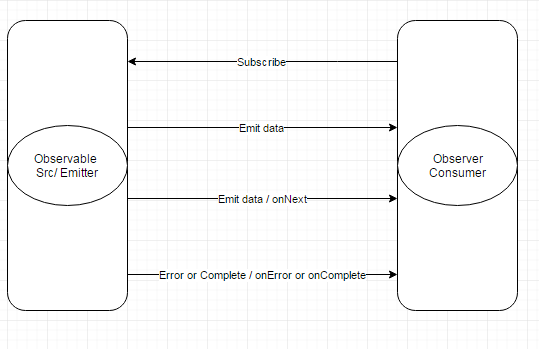 Subscribe
Emit data
Observable
Src/ Emitter
Observer
Consumer
Emit data / onNext
Error or Complete / onError or onComplete